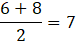 (6 + 8)/2 = 7